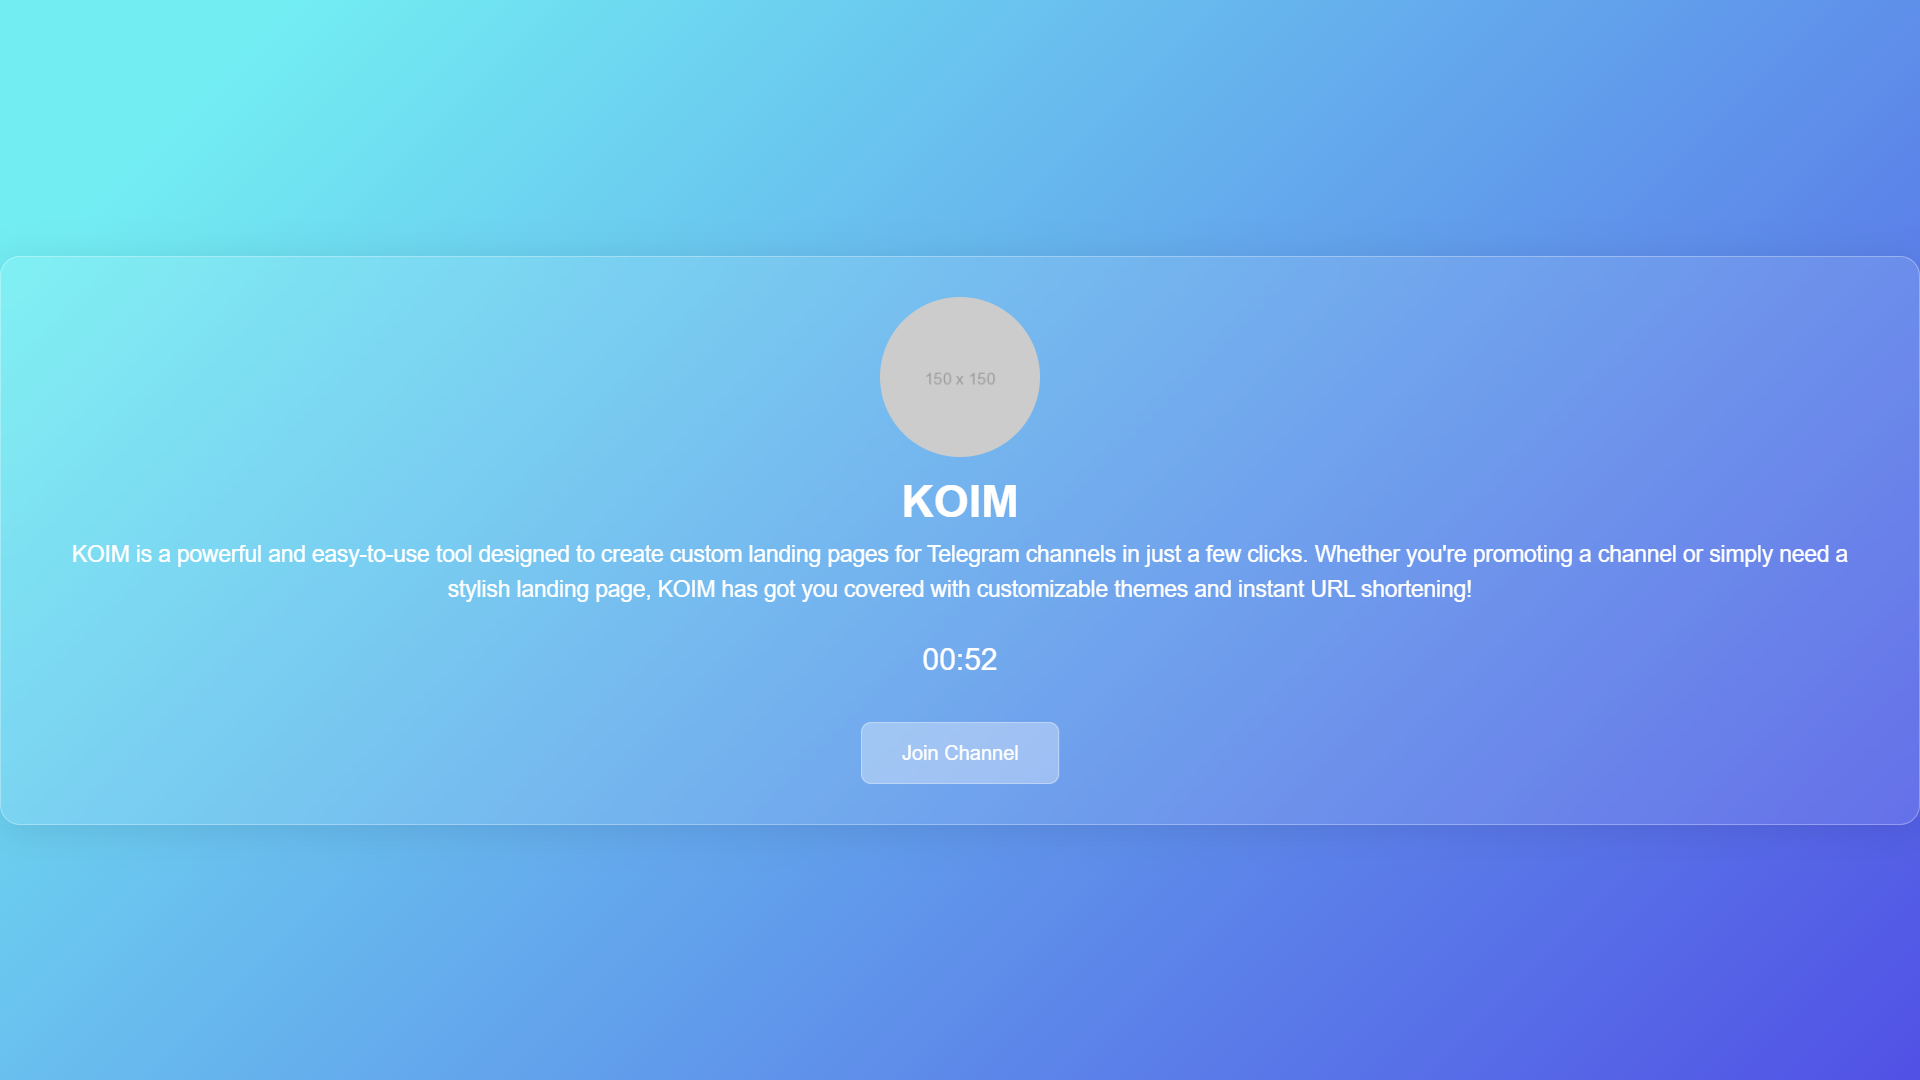 150 x 150
KOIM
KOIM is a powerful and easy-to-use tool designed to create custom landing pages for Telegram channels in just a few clicks. Whether you're promoting a channel or simply need a
stylish landing page, KOIM has got you covered with customizable themes and instant URL shortening!
00:52
Join Channel